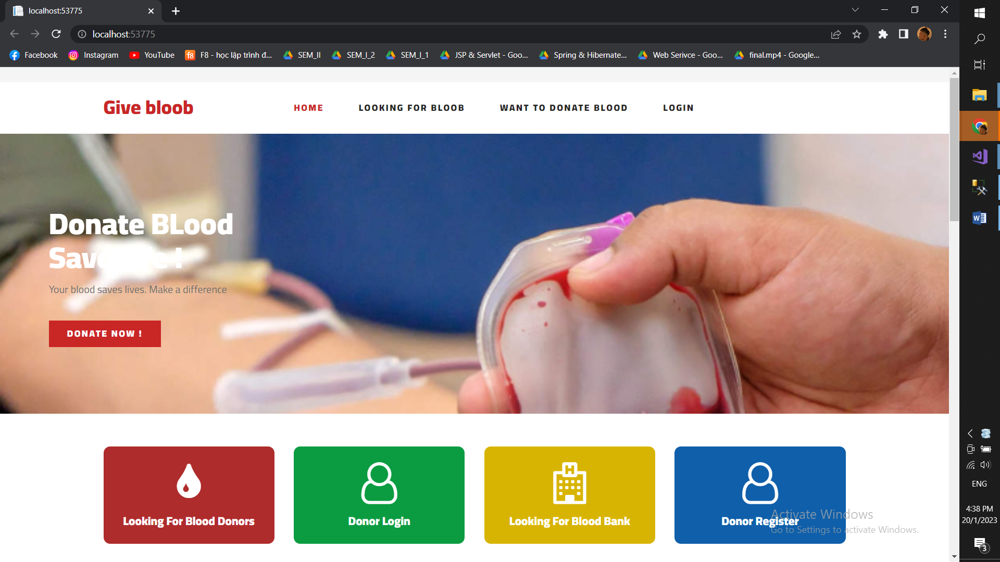 localhost:53775
localhost:53775
Facebook Instagram YouTube F8 - học lập trình đ... SEM_II SEM_I_2 SEM_I_1 JSP & Servlet - Goo... Spring & Hibernate... Web Serivce - Goo... final.mp4 - Google...
Give bloob
HOME LOOKING FOR BLOOB WANT TO DONATE BLOOD LOGIN
Donate BLood
Save !
Your blood saves lives. Make a difference
DONATE NOW !
Looking For Blood Donors
Donor Login
H
Looking For Blood Bank
Donor Register
Activate Windows
Go to Settings to activate Windows.
ENG
4:38 PM
20/1/2023
3